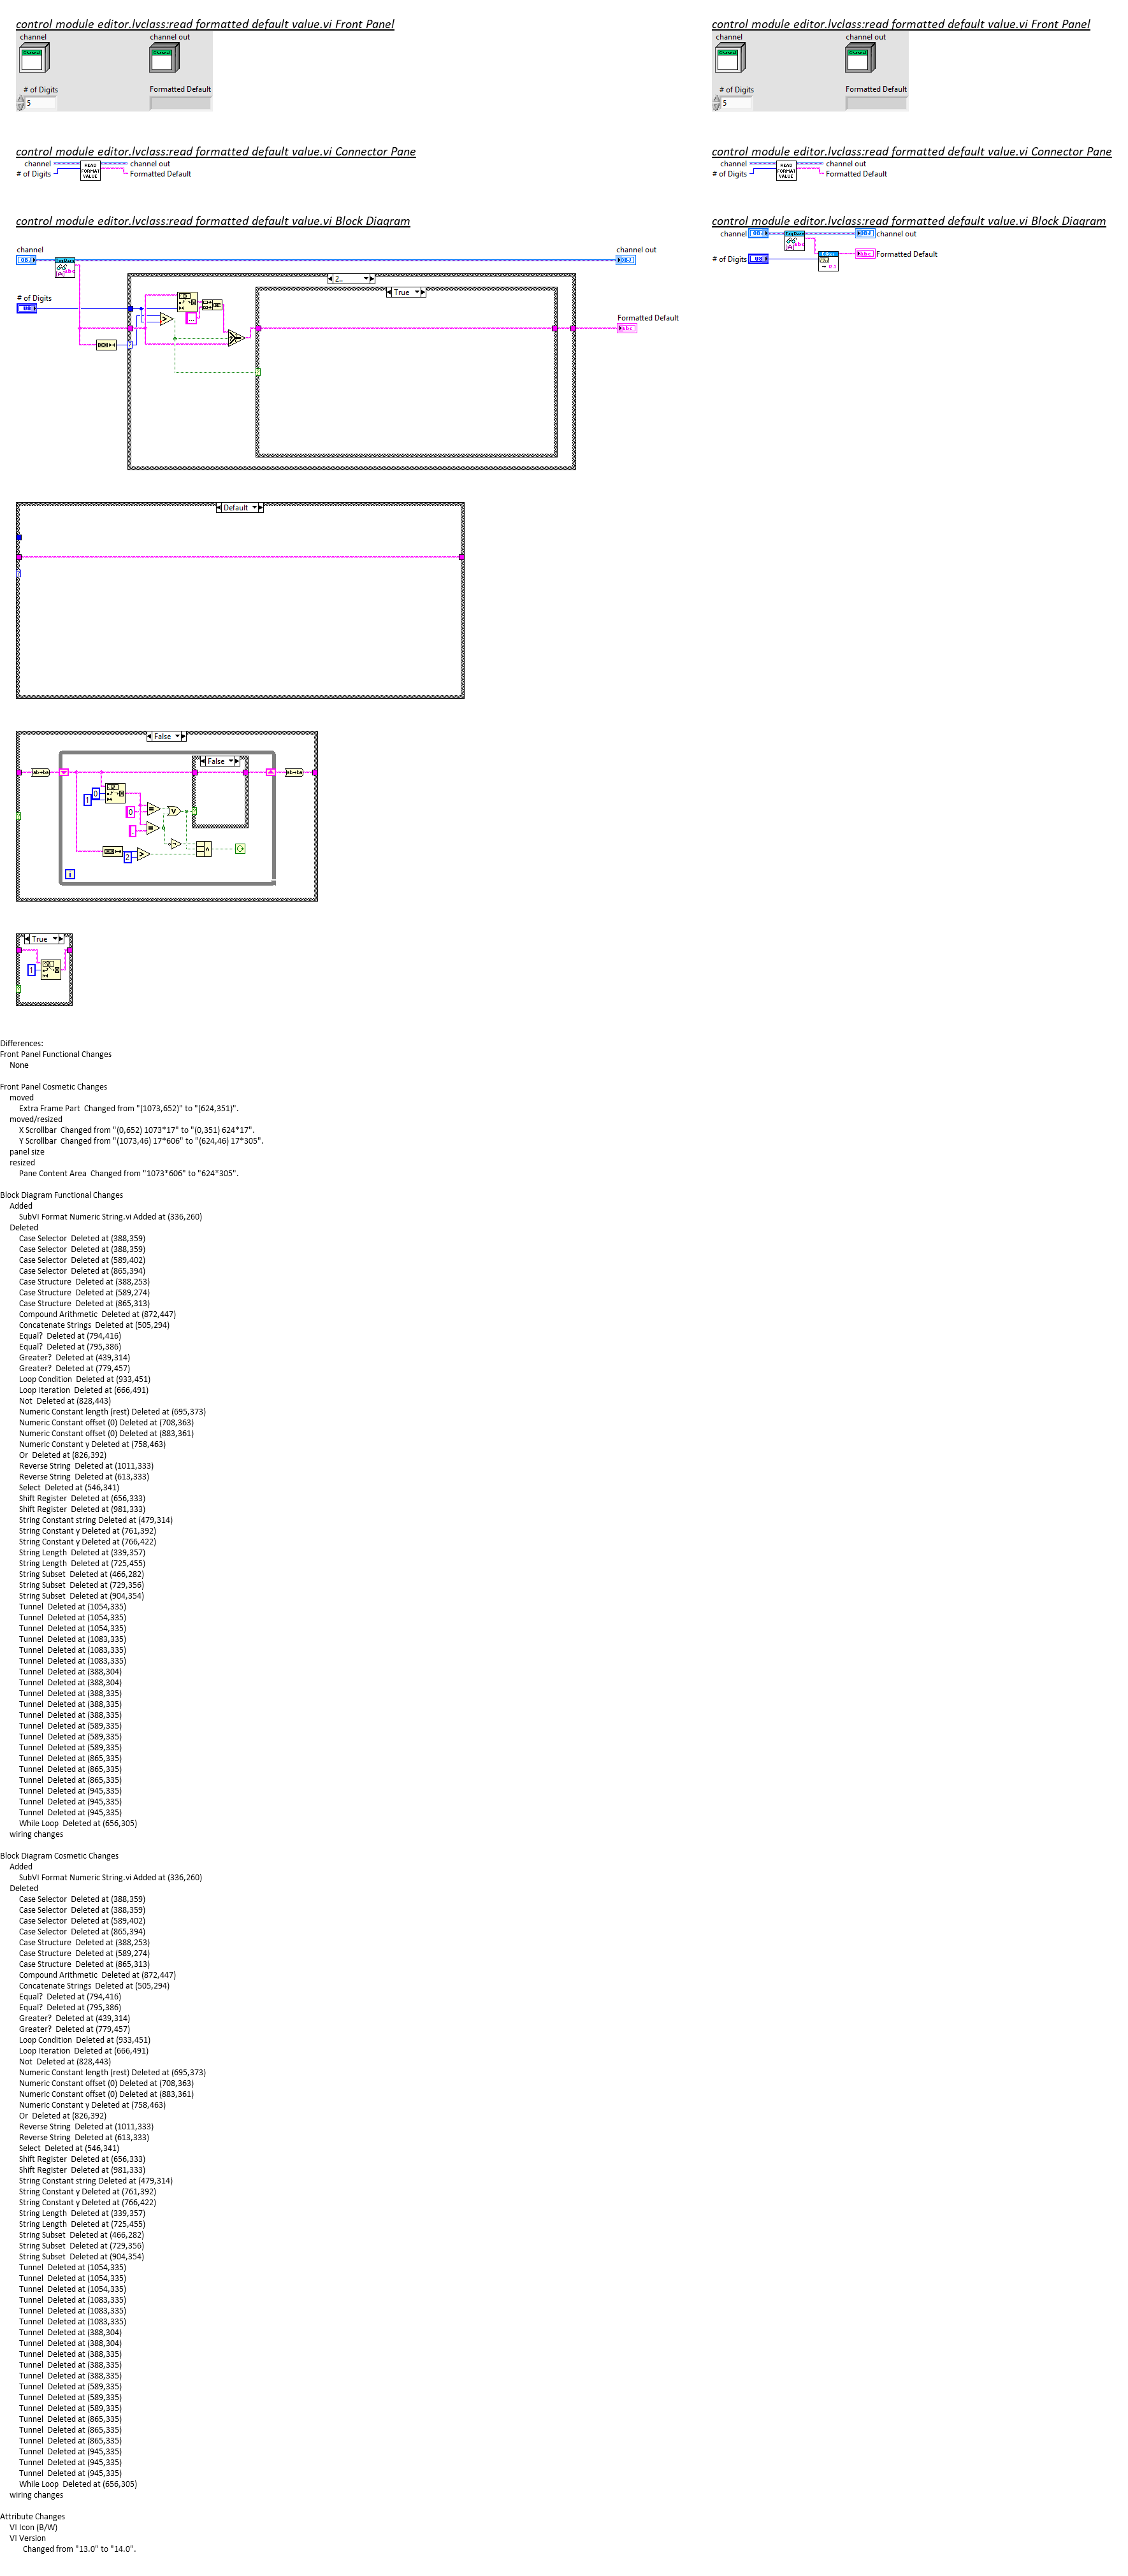 control module editor.lvclass:read formatted default value.vi Front Panel
channel
channel out
# of Digits
Formatted Default
5
control module editor.lvclass:read formatted default value.vi Connector Pane
channel
channel out
# of Digits
Formatted Default
READ
FORMAT
VALUE
control module editor.lvclass:read formatted default value.vi Block Diagram
channel
channel out
OBJ
OBJ
2..
True
# of Digits
U8
Formatted Default
abc
Default
False
False
0
1
0
.
2
i
True
1
control module editor.lvclass:read formatted default value.vi Front Panel
channel
channel out
# of Digits
Formatted Default
5
control module editor.lvclass:read formatted default value.vi Connector Pane
channel
channel out
# of Digits
Formatted Default
READ
FORMAT
VALUE
control module editor.lvclass:read formatted default value.vi Block Diagram
channel
OBJ
OBJ
channel out
# of Digits
U8
abc
Formatted Default
Differences:
Front Panel Functional Changes
None
Front Panel Cosmetic Changes
moved
Extra Frame Part  Changed from "(1073,652)" to "(624,351)".
moved/resized
X Scrollbar  Changed from "(0,652) 1073*17" to "(0,351) 624*17".
Y Scrollbar  Changed from "(1073,46) 17*606" to "(624,46) 17*305".
panel size
resized
Pane Content Area  Changed from "1073*606" to "624*305".
Block Diagram Functional Changes
Added
SubVI Format Numeric String.vi Added at (336,260)
Deleted
Case Selector  Deleted at (388,359)
Case Selector  Deleted at (388,359)
Case Selector  Deleted at (589,402)
Case Selector  Deleted at (865,394)
Case Structure  Deleted at (388,253)
Case Structure  Deleted at (589,274)
Case Structure  Deleted at (865,313)
Compound Arithmetic  Deleted at (872,447)
Concatenate Strings  Deleted at (505,294)
Equal?  Deleted at (794,416)
Equal?  Deleted at (795,386)
Greater?  Deleted at (439,314)
Greater?  Deleted at (779,457)
Loop Condition  Deleted at (933,451)
Loop Iteration  Deleted at (666,491)
Not  Deleted at (828,443)
Numeric Constant length (rest) Deleted at (695,373)
Numeric Constant offset (0) Deleted at (708,363)
Numeric Constant offset (0) Deleted at (883,361)
Numeric Constant y Deleted at (758,463)
Or  Deleted at (826,392)
Reverse String  Deleted at (1011,333)
Reverse String  Deleted at (613,333)
Select  Deleted at (546,341)
Shift Register  Deleted at (656,333)
Shift Register  Deleted at (981,333)
String Constant string Deleted at (479,314)
String Constant y Deleted at (761,392)
String Constant y Deleted at (766,422)
String Length  Deleted at (339,357)
String Length  Deleted at (725,455)
String Subset  Deleted at (466,282)
String Subset  Deleted at (729,356)
String Subset  Deleted at (904,354)
Tunnel  Deleted at (1054,335)
Tunnel  Deleted at (1054,335)
Tunnel  Deleted at (1054,335)
Tunnel  Deleted at (1083,335)
Tunnel  Deleted at (1083,335)
Tunnel  Deleted at (1083,335)
Tunnel  Deleted at (388,304)
Tunnel  Deleted at (388,304)
Tunnel  Deleted at (388,335)
Tunnel  Deleted at (388,335)
Tunnel  Deleted at (388,335)
Tunnel  Deleted at (589,335)
Tunnel  Deleted at (589,335)
Tunnel  Deleted at (589,335)
Tunnel  Deleted at (865,335)
Tunnel  Deleted at (865,335)
Tunnel  Deleted at (865,335)
Tunnel  Deleted at (945,335)
Tunnel  Deleted at (945,335)
Tunnel  Deleted at (945,335)
While Loop  Deleted at (656,305)
wiring changes
Block Diagram Cosmetic Changes
Added
SubVI Format Numeric String.vi Added at (336,260)
Deleted
Case Selector  Deleted at (388,359)
Case Selector  Deleted at (388,359)
Case Selector  Deleted at (589,402)
Case Selector  Deleted at (865,394)
Case Structure  Deleted at (388,253)
Case Structure  Deleted at (589,274)
Case Structure  Deleted at (865,313)
Compound Arithmetic  Deleted at (872,447)
Concatenate Strings  Deleted at (505,294)
Equal?  Deleted at (794,416)
Equal?  Deleted at (795,386)
Greater?  Deleted at (439,314)
Greater?  Deleted at (779,457)
Loop Condition  Deleted at (933,451)
Loop Iteration  Deleted at (666,491)
Not  Deleted at (828,443)
Numeric Constant length (rest) Deleted at (695,373)
Numeric Constant offset (0) Deleted at (708,363)
Numeric Constant offset (0) Deleted at (883,361)
Numeric Constant y Deleted at (758,463)
Or  Deleted at (826,392)
Reverse String  Deleted at (1011,333)
Reverse String  Deleted at (613,333)
Select  Deleted at (546,341)
Shift Register  Deleted at (656,333)
Shift Register  Deleted at (981,333)
String Constant string Deleted at (479,314)
String Constant y Deleted at (761,392)
String Constant y Deleted at (766,422)
String Length  Deleted at (339,357)
String Length  Deleted at (725,455)
String Subset  Deleted at (466,282)
String Subset  Deleted at (729,356)
String Subset  Deleted at (904,354)
Tunnel  Deleted at (1054,335)
Tunnel  Deleted at (1054,335)
Tunnel  Deleted at (1054,335)
Tunnel  Deleted at (1083,335)
Tunnel  Deleted at (1083,335)
Tunnel  Deleted at (1083,335)
Tunnel  Deleted at (388,304)
Tunnel  Deleted at (388,304)
Tunnel  Deleted at (388,335)
Tunnel  Deleted at (388,335)
Tunnel  Deleted at (388,335)
Tunnel  Deleted at (589,335)
Tunnel  Deleted at (589,335)
Tunnel  Deleted at (589,335)
Tunnel  Deleted at (865,335)
Tunnel  Deleted at (865,335)
Tunnel  Deleted at (865,335)
Tunnel  Deleted at (945,335)
Tunnel  Deleted at (945,335)
Tunnel  Deleted at (945,335)
While Loop  Deleted at (656,305)
wiring changes
Attribute Changes
VI Icon (B/W)
VI Version
Changed from "13.0" to "14.0".